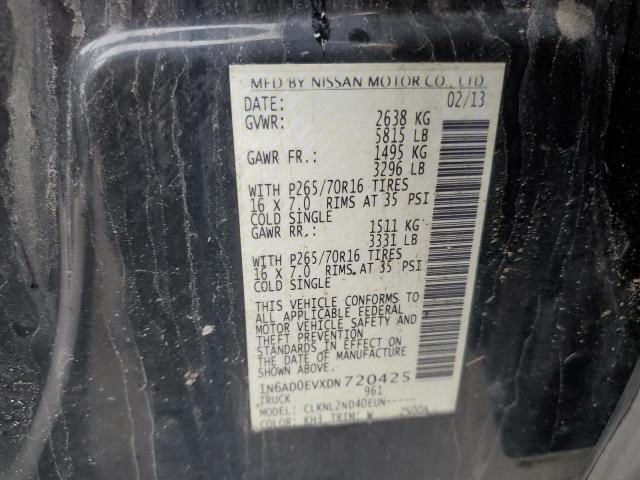 MFD BY NISSAN MOTOR CO., LTD
DATE: 02/13
GVWR: 2638 KG
5815 LB
GAWR FR.: 1495 KG
3296 LB
WITH P265/70R16 TIRES
16 X 7.0 RIMS AT 35 PSI
COLD SINGLE
GAWR RR.: 1511 KG
3331 LB
WITH P265/70R16 TIRES
16 X 7.0 RIMS AT 35 PSI
COLD SINGLE
THIS VEHICLE CONFORMS TO
ALL APPLICABLE FEDERAL
MOTOR VEHICLE SAFETY AND
THEFT PREVENTION
STANDARDS IN EFFECT ON
THE DATE OF MANUFACTURE
SHOWN ABOVE.
1N6AD0EVXDN720425
TRUCK 961
MODEL: CLKNL2ND40EUN-----
COLOR: KH3 TRIM: W 2500A